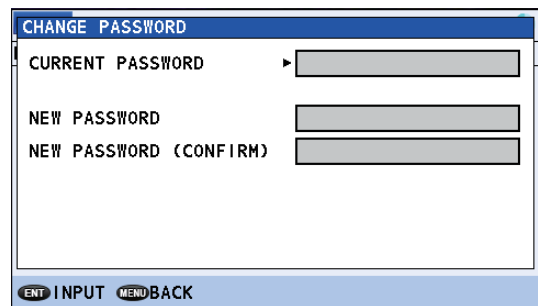 CHANGE PASSWORD
CURRENT PASSWORD
NEW PASSWORD
NEW PASSWORD (CONFIRM)
ENT INPUT MENU BACK